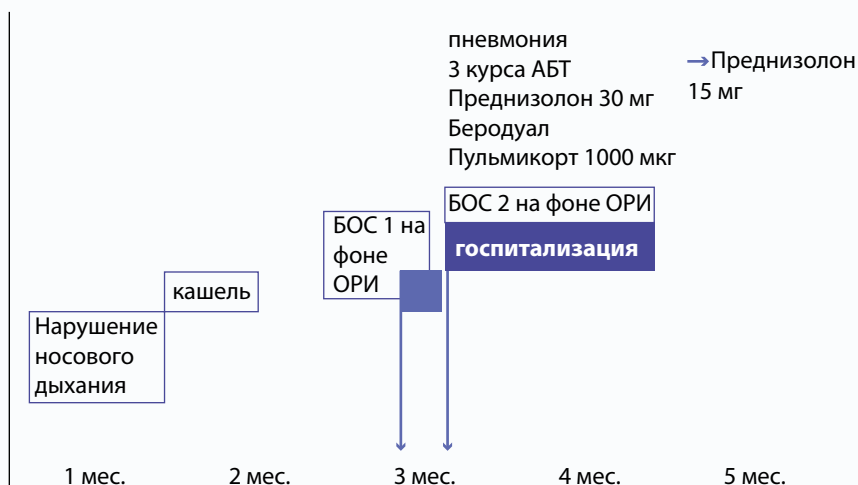 пневмония
3 курса АБТ
Преднизолон 30 мг
Беродуал
Пульмикорт 1000 мкг
→Преднизолон
15 мг
БОС 2 на фоне ОРИ
госпитализация
БОС 1 на
фоне
ОРИ
кашель
Нарушение
носового
дыхания
1 мес.
2 мес.
3 мес.
4 мес.
5 мес.